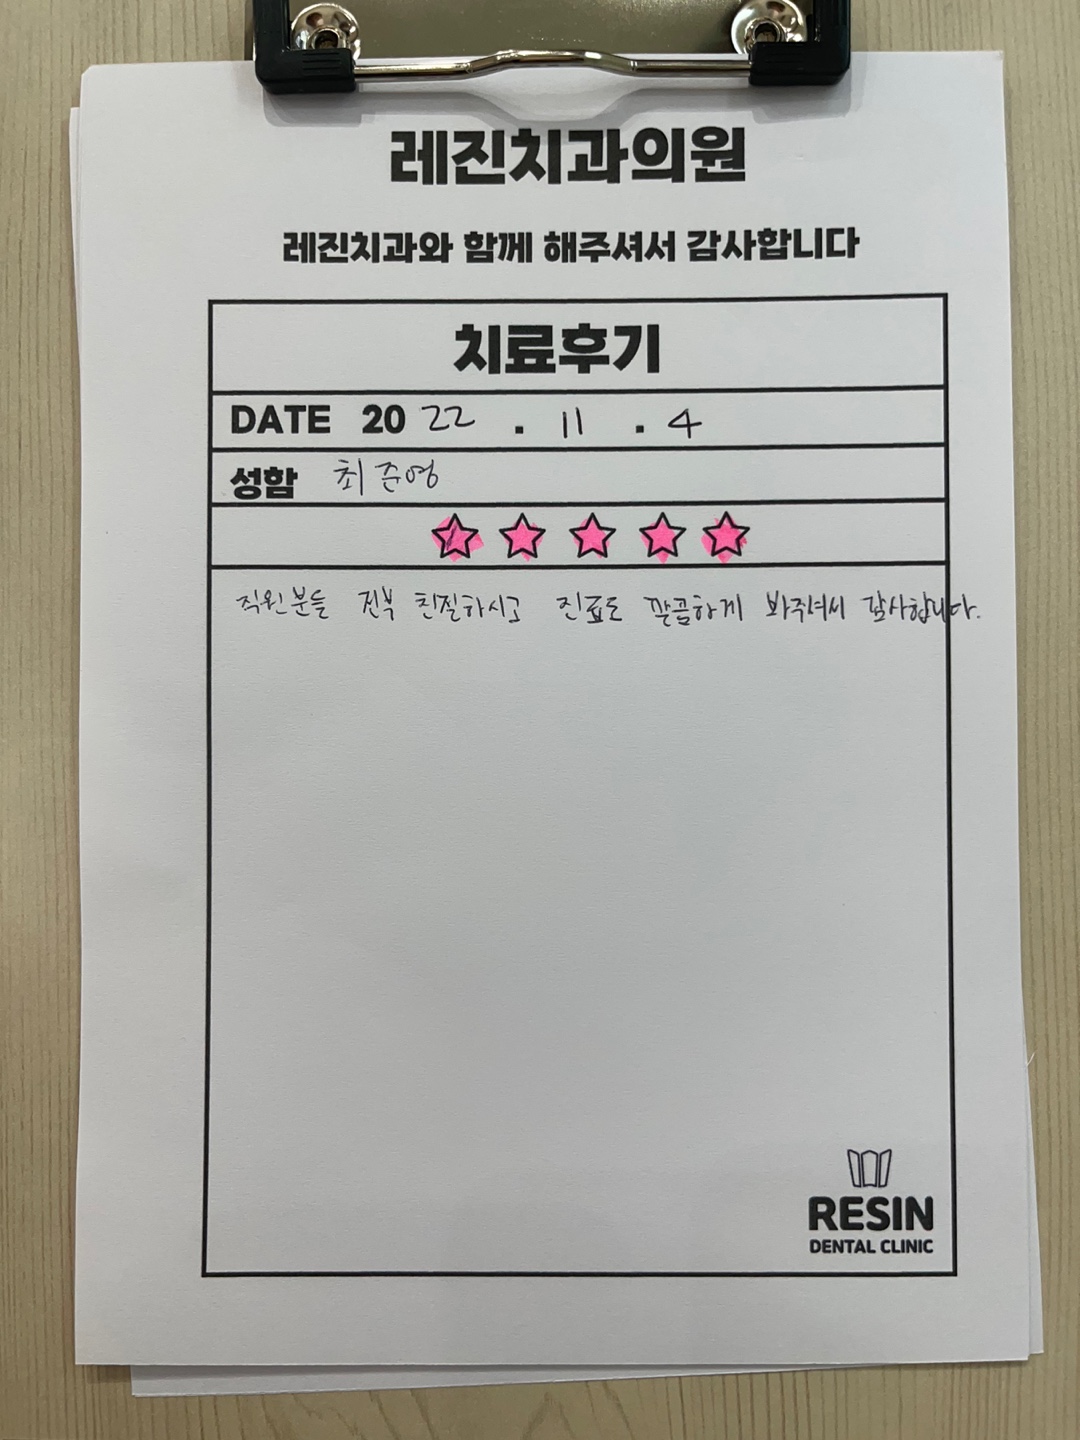 레진치과의원
레진치과와 함께 해주셔서 감사합니다
치료후기
DATE 2022 . 11 . 4
성함 최준영
직원분들 전부 친절하시고 진료도 깔끔하게 봐주셔서 감사합니다.
RESIN
DENTAL CLINIC